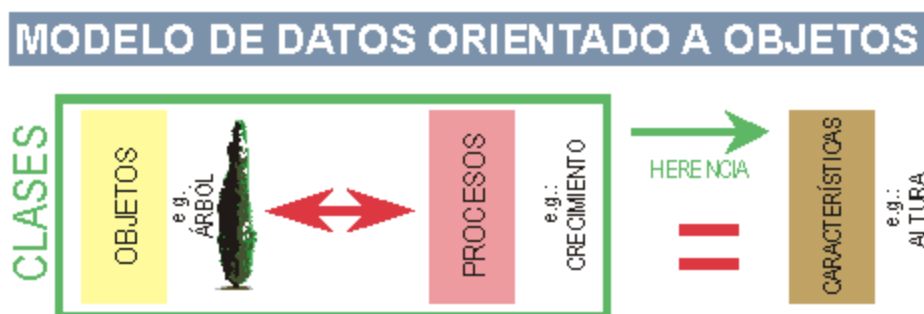 MODELO DE DATOS ORIENTADO A OBJETOS
CLASES
OBJETOS
e.g.:
ÁRBOL
PROCESOS
e.g.:
CRECIMIENTO
HERENCIA
=
CARACTERÍSTICAS
e.g.:
ALTURA